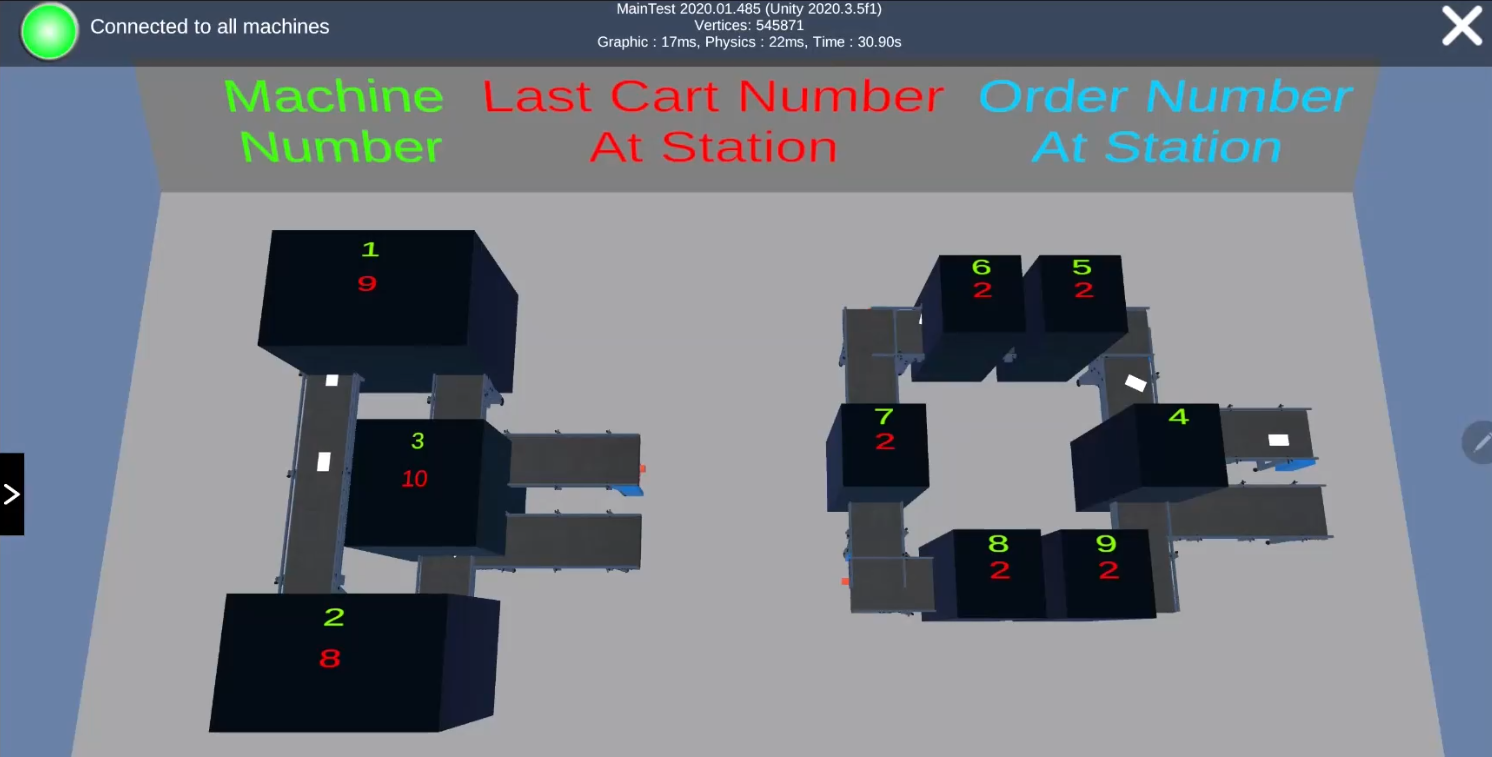 MainTest 2020.01.485 (Unity 2020.3.5f1)
Connected to all machines
Vertices: 545871
Graphic : 17ms, Physics : 22ms, Time : 30.90s
Machine Number
Last Cart Number At Station
Order Number At Station
1
9
6
2
5
2
3
10
7
2
4
8
2
9
2
2
8